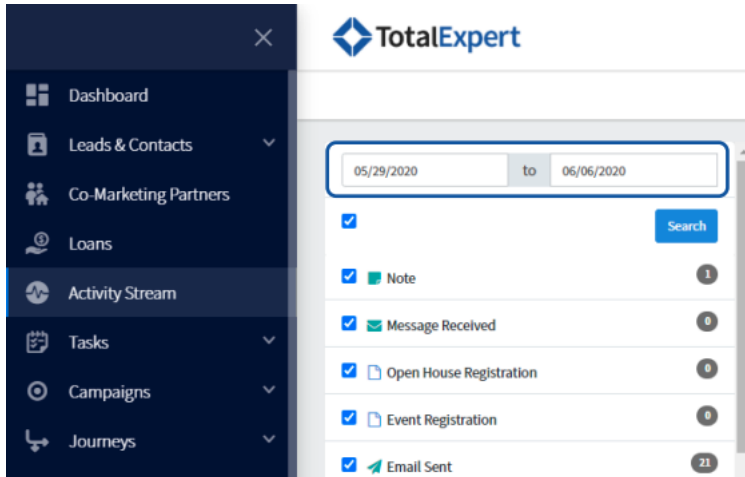 TotalExpert
Dashboard
Leads & Contacts
Co-Marketing Partners
Loans
Activity Stream
Tasks
Campaigns
Journeys
05/29/2020 to 06/06/2020
Search
Note 1
Message Received 0
Open House Registration 0
Event Registration 0
Email Sent 21